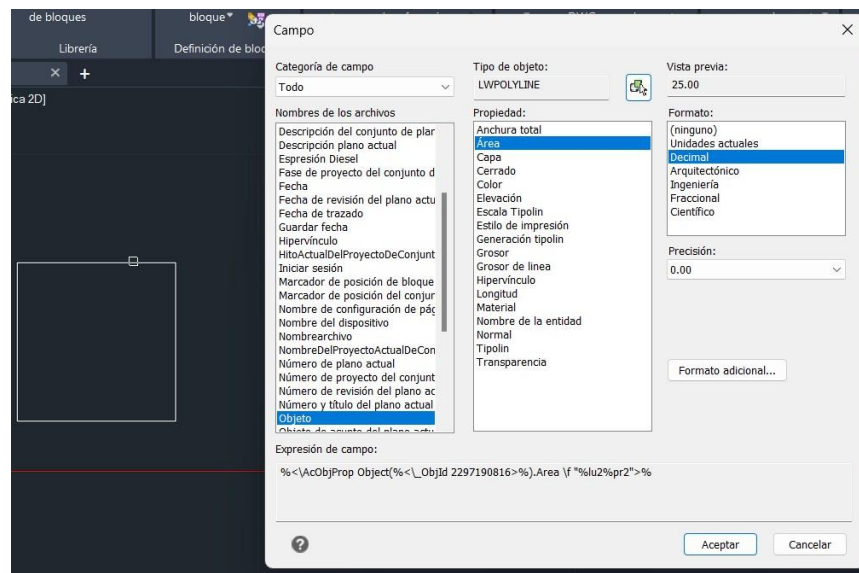 de bloques
bloque
Librería
Definición de bloc
ica 2D]
Campo
Categoría de campo
Todo
Nombres de los archivos
Descripción del conjunto de plar
Descripción plano actual
Espresión Diesel
Fase de proyecto del conjunto d
Fecha
Fecha de revisión del plano actu
Fecha de trazado
Guardar fecha
Hipervínculo
HitoActualDelProyectoDeConjunt
Iniciar sesión
Marcador de posición de bloque
Marcador de posición del conjur
Nombre de configuración de pág
Nombre del dispositivo
Nombrearchivo
NombreDelProyectoActualDeCon
Número de plano actual
Número de proyecto del conjunt
Número de revisión del plano ac
Número y título del plano actual
Objeto
Objeto de asunto del plano actu
Tipo de objeto:
LWPOLYLINE
Propiedad:
Anchura total
Área
Capa
Cerrado
Color
Elevación
Escala Tipolin
Estilo de impresión
Generación tipolin
Grosor
Grosor de linea
Hipervínculo
Longitud
Material
Nombre de la entidad
Normal
Tipolin
Transparencia
Vista previa:
25.00
Formato:
(ninguno)
Unidades actuales
Decimal
Arquitectónico
Ingeniería
Fraccional
Científico
Precisión:
0.00
Formato adicional...
Expresión de campo:
%<\AcObjProp Object(%<\_ObjId 2297190816>%).Area \f "%lu2%pr2">%
Aceptar
Cancelar